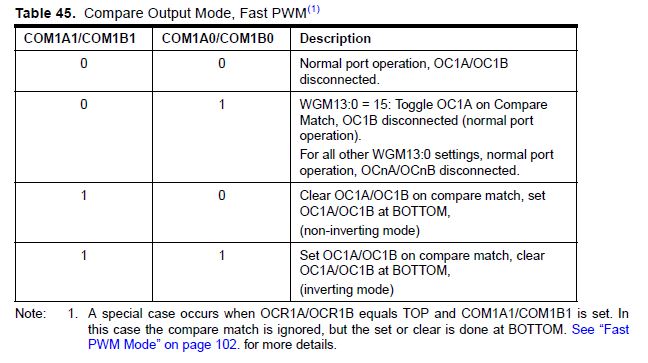 Table 45. Compare Output Mode, Fast PWM(1)
COM1A1/COM1B1 COM1A0/COM1B0 Description
0 0 Normal port operation, OC1A/OC1B
disconnected.
0 1 WGM13:0 = 15: Toggle OC1A on Compare
Match, OC1B disconnected (normal port
operation).
For all other WGM13:0 settings, normal port
operation, OCnA/OCnB disconnected.
1 0 Clear OC1A/OC1B on compare match, set
OC1A/OC1B at BOTTOM,
(non-inverting mode)
1 1 Set OC1A/OC1B on compare match, clear
OC1A/OC1B at BOTTOM,
(inverting mode)
Note: 1. A special case occurs when OCR1A/OCR1B equals TOP and COM1A1/COM1B1 is set. In
this case the compare match is ignored, but the set or clear is done at BOTTOM. See “Fast
PWM Mode” on page 102. for more details.